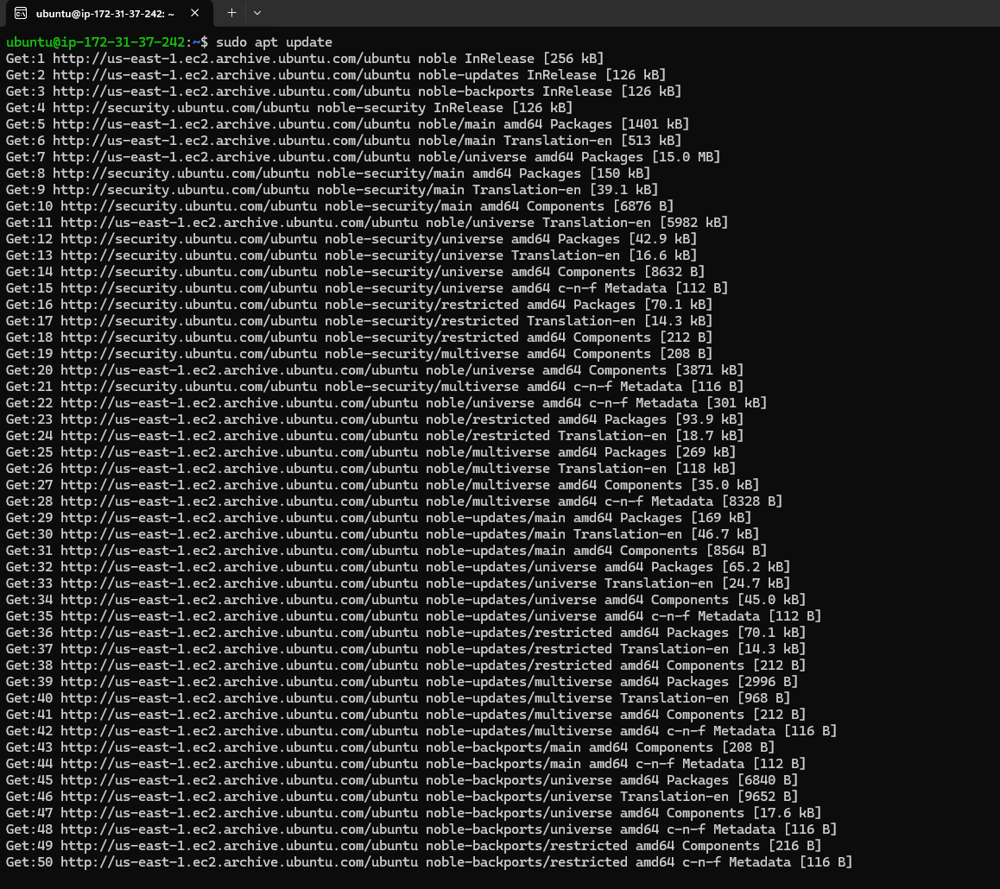 ubuntu@ip-172-31-37-242: ~
ubuntu@ip-172-31-37-242:~$ sudo apt update
Get:1 http://us-east-1.ec2.archive.ubuntu.com/ubuntu noble InRelease [256 kB]
Get:2 http://us-east-1.ec2.archive.ubuntu.com/ubuntu noble-updates InRelease [126 kB]
Get:3 http://us-east-1.ec2.archive.ubuntu.com/ubuntu noble-backports InRelease [126 kB]
Get:4 http://security.ubuntu.com/ubuntu noble-security InRelease [126 kB]
Get:5 http://us-east-1.ec2.archive.ubuntu.com/ubuntu noble/main amd64 Packages [1401 kB]
Get:6 http://us-east-1.ec2.archive.ubuntu.com/ubuntu noble/main Translation-en [513 kB]
Get:7 http://us-east-1.ec2.archive.ubuntu.com/ubuntu noble/universe amd64 Packages [15.0 MB]
Get:8 http://security.ubuntu.com/ubuntu noble-security/main amd64 Packages [150 kB]
Get:9 http://security.ubuntu.com/ubuntu noble-security/main Translation-en [39.1 kB]
Get:10 http://security.ubuntu.com/ubuntu noble-security/main amd64 Components [6876 B]
Get:11 http://us-east-1.ec2.archive.ubuntu.com/ubuntu noble/universe Translation-en [5982 kB]
Get:12 http://security.ubuntu.com/ubuntu noble-security/universe amd64 Packages [42.9 kB]
Get:13 http://security.ubuntu.com/ubuntu noble-security/universe Translation-en [16.6 kB]
Get:14 http://security.ubuntu.com/ubuntu noble-security/universe amd64 Components [8632 B]
Get:15 http://security.ubuntu.com/ubuntu noble-security/universe amd64 c-n-f Metadata [112 B]
Get:16 http://security.ubuntu.com/ubuntu noble-security/restricted amd64 Packages [70.1 kB]
Get:17 http://security.ubuntu.com/ubuntu noble-security/restricted Translation-en [14.3 kB]
Get:18 http://security.ubuntu.com/ubuntu noble-security/restricted amd64 Components [212 B]
Get:19 http://security.ubuntu.com/ubuntu noble-security/multiverse amd64 Components [208 B]
Get:20 http://us-east-1.ec2.archive.ubuntu.com/ubuntu noble/universe amd64 Components [3871 kB]
Get:21 http://security.ubuntu.com/ubuntu noble-security/multiverse amd64 c-n-f Metadata [116 B]
Get:22 http://us-east-1.ec2.archive.ubuntu.com/ubuntu noble/universe amd64 c-n-f Metadata [301 kB]
Get:23 http://us-east-1.ec2.archive.ubuntu.com/ubuntu noble/restricted amd64 Packages [93.9 kB]
Get:24 http://us-east-1.ec2.archive.ubuntu.com/ubuntu noble/restricted Translation-en [18.7 kB]
Get:25 http://us-east-1.ec2.archive.ubuntu.com/ubuntu noble/multiverse amd64 Packages [269 kB]
Get:26 http://us-east-1.ec2.archive.ubuntu.com/ubuntu noble/multiverse Translation-en [118 kB]
Get:27 http://us-east-1.ec2.archive.ubuntu.com/ubuntu noble/multiverse amd64 Components [35.0 kB]
Get:28 http://us-east-1.ec2.archive.ubuntu.com/ubuntu noble/multiverse amd64 c-n-f Metadata [8328 B]
Get:29 http://us-east-1.ec2.archive.ubuntu.com/ubuntu noble-updates/main amd64 Packages [169 kB]
Get:30 http://us-east-1.ec2.archive.ubuntu.com/ubuntu noble-updates/main Translation-en [46.7 kB]
Get:31 http://us-east-1.ec2.archive.ubuntu.com/ubuntu noble-updates/main amd64 Components [8564 B]
Get:32 http://us-east-1.ec2.archive.ubuntu.com/ubuntu noble-updates/universe amd64 Packages [65.2 kB]
Get:33 http://us-east-1.ec2.archive.ubuntu.com/ubuntu noble-updates/universe Translation-en [24.7 kB]
Get:34 http://us-east-1.ec2.archive.ubuntu.com/ubuntu noble-updates/universe amd64 Components [45.0 kB]
Get:35 http://us-east-1.ec2.archive.ubuntu.com/ubuntu noble-updates/universe amd64 c-n-f Metadata [112 B]
Get:36 http://us-east-1.ec2.archive.ubuntu.com/ubuntu noble-updates/restricted amd64 Packages [70.1 kB]
Get:37 http://us-east-1.ec2.archive.ubuntu.com/ubuntu noble-updates/restricted Translation-en [14.3 kB]
Get:38 http://us-east-1.ec2.archive.ubuntu.com/ubuntu noble-updates/restricted amd64 Components [212 B]
Get:39 http://us-east-1.ec2.archive.ubuntu.com/ubuntu noble-updates/multiverse amd64 Packages [2996 B]
Get:40 http://us-east-1.ec2.archive.ubuntu.com/ubuntu noble-updates/multiverse Translation-en [968 B]
Get:41 http://us-east-1.ec2.archive.ubuntu.com/ubuntu noble-updates/multiverse amd64 Components [212 B]
Get:42 http://us-east-1.ec2.archive.ubuntu.com/ubuntu noble-updates/multiverse amd64 c-n-f Metadata [116 B]
Get:43 http://us-east-1.ec2.archive.ubuntu.com/ubuntu noble-backports/main amd64 Components [208 B]
Get:44 http://us-east-1.ec2.archive.ubuntu.com/ubuntu noble-backports/main amd64 c-n-f Metadata [112 B]
Get:45 http://us-east-1.ec2.archive.ubuntu.com/ubuntu noble-backports/universe amd64 Packages [6840 B]
Get:46 http://us-east-1.ec2.archive.ubuntu.com/ubuntu noble-backports/universe Translation-en [9652 B]
Get:47 http://us-east-1.ec2.archive.ubuntu.com/ubuntu noble-backports/universe amd64 Components [17.6 kB]
Get:48 http://us-east-1.ec2.archive.ubuntu.com/ubuntu noble-backports/universe amd64 c-n-f Metadata [116 B]
Get:49 http://us-east-1.ec2.archive.ubuntu.com/ubuntu noble-backports/restricted amd64 Components [216 B]
Get:50 http://us-east-1.ec2.archive.ubuntu.com/ubuntu noble-backports/restricted amd64 c-n-f Metadata [116 B]